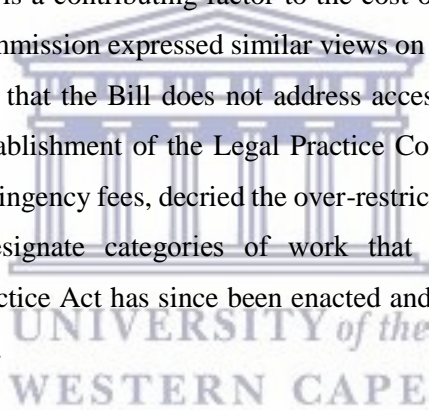 is a contributing factor to the cost o
mmission expressed similar views on
that the Bill does not address acces
ablishment of the Legal Practice Co
ingency fees, decried the over-restric
esignate categories of work that
ctice Act has since been enacted and
UNIVERSITY of the
WESTERN CAPE